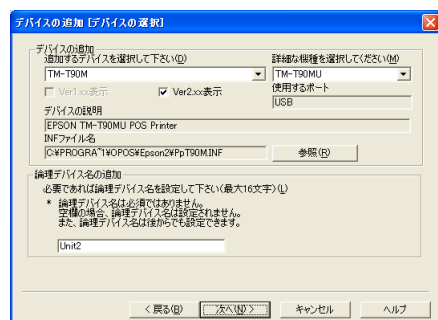 デバイスの追加 [デバイスの選択]
デバイスの追加
追加するデバイスを選択して下さい(D)
詳細な機種を選択してください(M)
TM-T90M
TM-T90MU
Ver1.xx表示
Ver2.xx表示
使用するポート
USB
デバイスの説明
EPSON TM-T90MU POS Printer
INFファイル名
C:¥PROGRA~1¥OPOS¥Epson2¥PpT90M.INF
参照(R)
論理デバイス名の追加
必要であれば論理デバイス名を設定して下さい(最大16文字)(L)
* 論理デバイス名は必須ではありません。
空欄の場合、論理デバイス名は設定されません。
また、論理デバイス名は後からでも設定できます。
Unit2
< 戻る(B)
次へ(N) >
キャンセル
ヘルプ